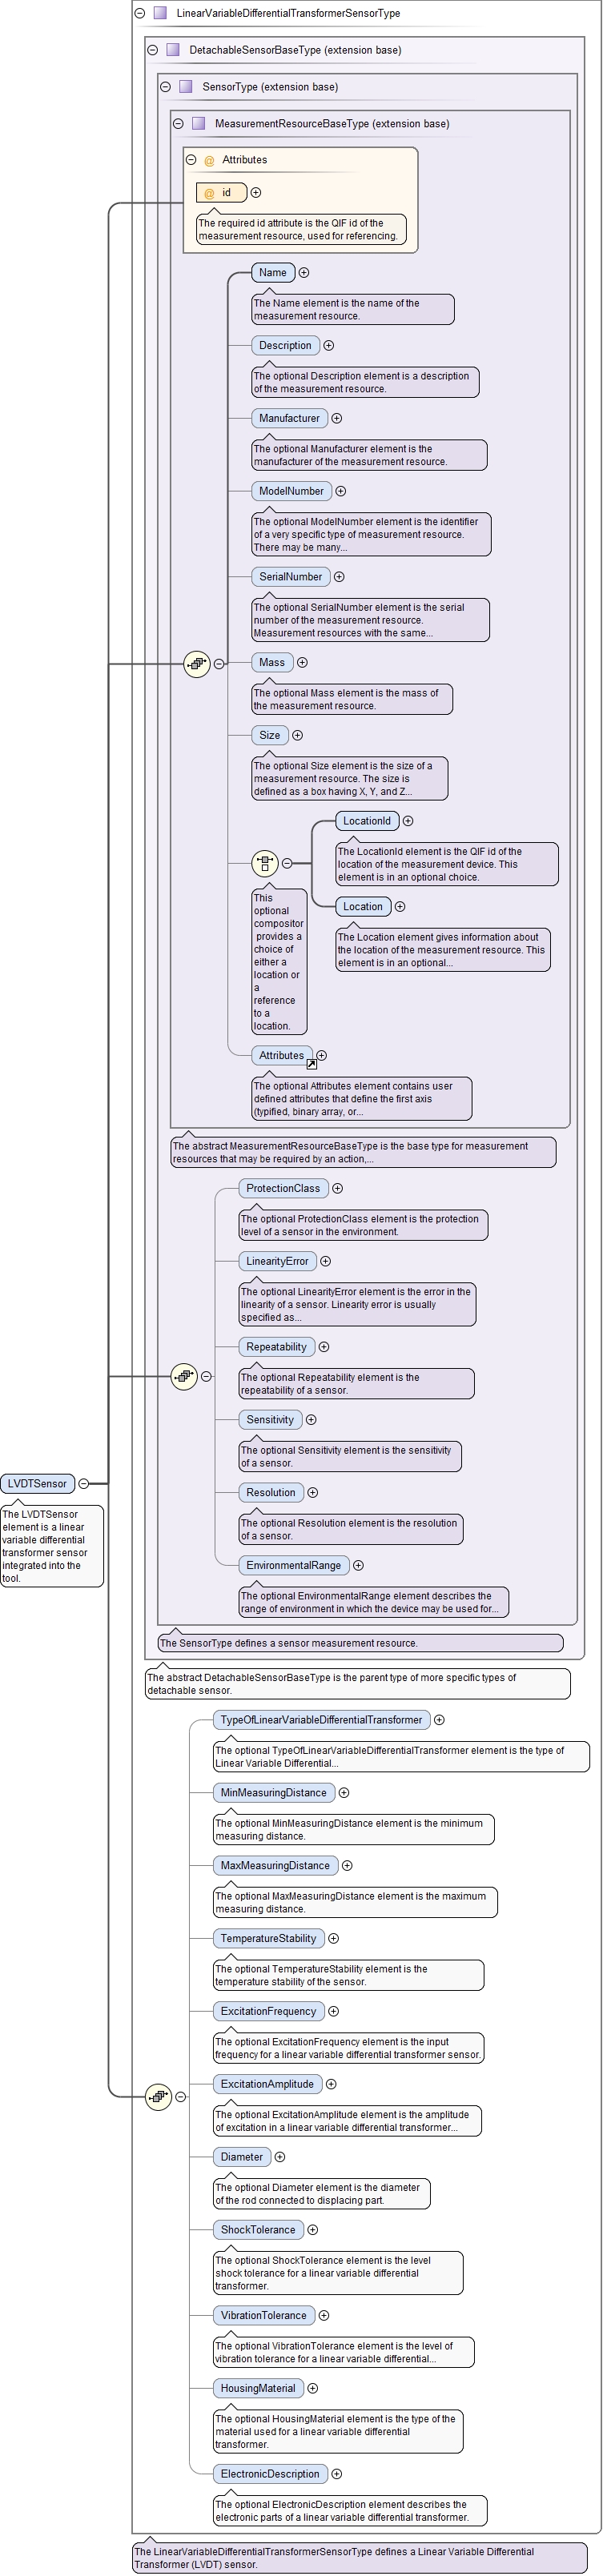 LinearVariableDifferentialTransformerSensorType
DetachableSensorBaseType (extension base)
SensorType (extension base)
MeasurementResourceBaseType (extension base)
@ Attributes
@ id
The required id attribute is the QIF id of the
measurement resource, used for referencing.
Name
The Name element is the name of the
measurement resource.
Description
The optional Description element is a description
of the measurement resource.
Manufacturer
The optional Manufacturer element is the
manufacturer of the measurement resource.
ModelNumber
The optional ModelNumber element is the identifier
of a very specific type of measurement resource.
There may be many...
SerialNumber
The optional SerialNumber element is the serial
number of the measurement resource.
Measurement resources with the same...
Mass
The optional Mass element is the mass of
the measurement resource.
Size
The optional Size element is the size of a
measurement resource. The size is
defined as a box having X, Y, and Z...
LocationId
The LocationId element is the QIF id of the
location of the measurement device. This
element is in an optional choice.
Location
The Location element gives information about
the location of the measurement resource. This
element is in an optional...
This
optional
compositor
provides a
choice of
either a
location or
a
reference
to a
location.
Attributes
The optional Attributes element contains user
defined attributes that define the first axis
(typified, binary array, or...
The abstract MeasurementResourceBaseType is the base type for measurement
resources that may be required by an action,...
ProtectionClass
The optional ProtectionClass element is the protection
level of a sensor in the environment.
LinearityError
The optional LinearityError element is the error in the
linearity of a sensor. Linearity error is usually
specified as...
Repeatability
The optional Repeatability element is the
repeatability of a sensor.
Sensitivity
The optional Sensitivity element is the sensitivity
of a sensor.
Resolution
The optional Resolution element is the resolution
of a sensor.
EnvironmentalRange
The optional EnvironmentalRange element describes the
range of environment in which the device may be used for...
LVDTSensor
The LVDTSensor
element is a linear
variable differential
transformer sensor
integrated into the
tool.
The SensorType defines a sensor measurement resource.
The abstract DetachableSensorBaseType is the parent type of more specific types of
detachable sensor.
TypeOfLinearVariableDifferentialTransformer
The optional TypeOfLinearVariableDifferentialTransformer element is the type of
Linear Variable Differential...
MinMeasuringDistance
The optional MinMeasuringDistance element is the minimum
measuring distance.
MaxMeasuringDistance
The optional MaxMeasuringDistance element is the maximum
measuring distance.
TemperatureStability
The optional TemperatureStability element is the
temperature stability of the sensor.
ExcitationFrequency
The optional ExcitationFrequency element is the input
frequency for a linear variable differential transformer sensor.
ExcitationAmplitude
The optional ExcitationAmplitude element is the amplitude
of excitation in a linear variable differential transformer...
Diameter
The optional Diameter element is the diameter
of the rod connected to displacing part.
ShockTolerance
The optional ShockTolerance element is the level
shock tolerance for a linear variable differential
transformer.
VibrationTolerance
The optional VibrationTolerance element is the level of
vibration tolerance for a linear variable differential...
HousingMaterial
The optional HousingMaterial element is the type of the
material used for a linear variable differential
transformer.
ElectronicDescription
The optional ElectronicDescription element describes the
electronic parts of a linear variable differential transformer.
The LinearVariableDifferentialTransformerSensorType defines a Linear Variable Differential
Transformer (LVDT) sensor.